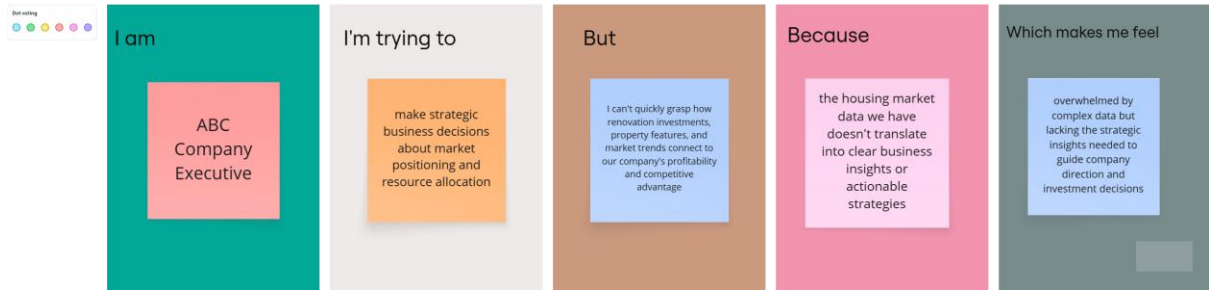 Dot voting
I am
ABC
Company
Executive
I'm trying to
make strategic
business decisions
about market
positioning and
resource allocation
But
I can't quickly grasp how
renovation investments,
property features, and
market trends connect to
our company's profitability
and competitive
advantage
Because
the housing market
data we have
doesn't translate
into clear business
insights or
actionable
strategies
Which makes me feel
overwhelmed by
complex data but
lacking the strategic
insights needed to
guide company
direction and
investment decisions